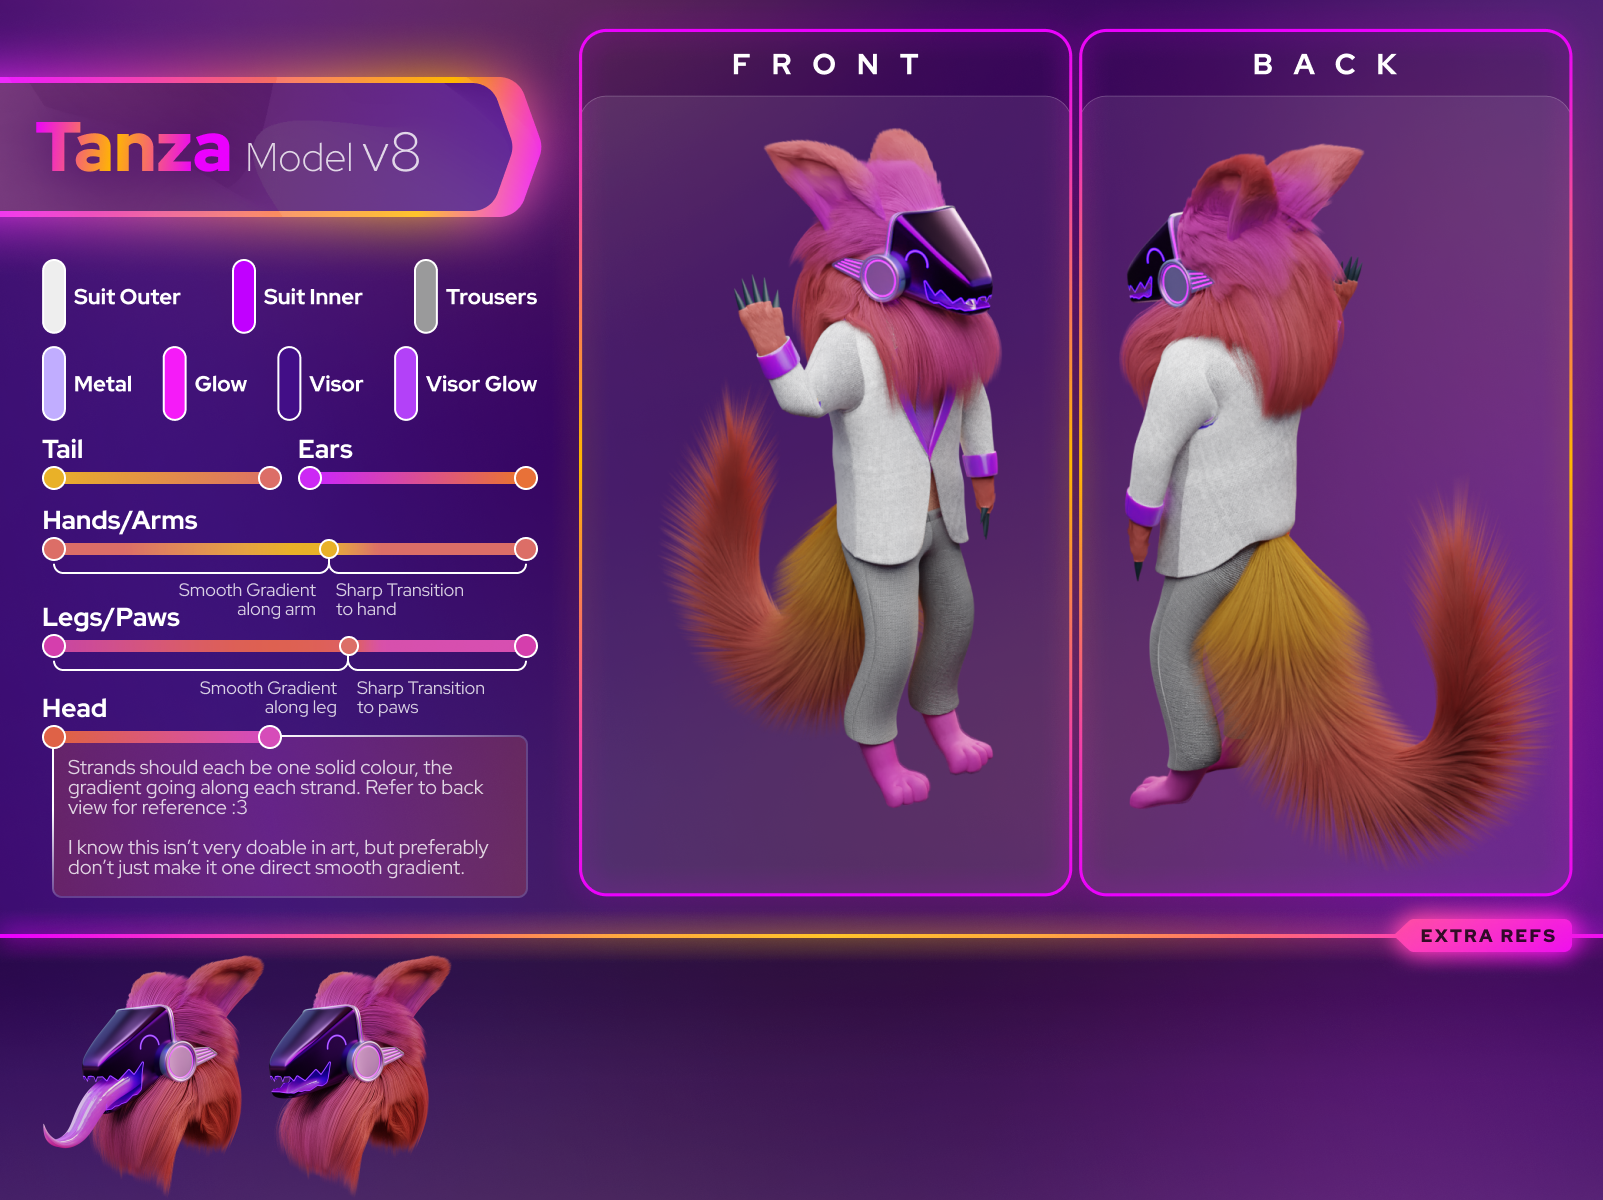 Tanza Model v8
FRONT
BACK
Suit Outer
Suit Inner
Trousers
Metal
Glow
Visor
Visor Glow
Tail
Ears
Hands/Arms
Smooth Gradient
along arm
Sharp Transition
to hand
Legs/Paws
Smooth Gradient
along leg
Sharp Transition
to paws
Head
Strands should each be one solid colour, the
gradient going along each strand. Refer to back
view for reference :3
I know this isn't very doable in art, but preferably
don't just make it one direct smooth gradient.
EXTRA REFS